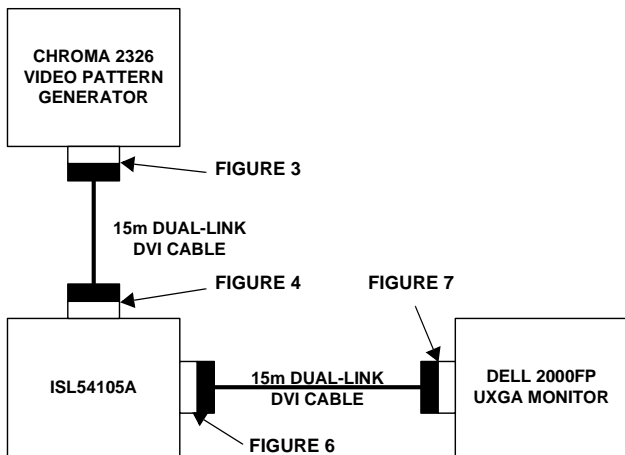 CHROMA 2326
VIDEO PATTERN
GENERATOR
FIGURE 3
15m DUAL-LINK
DVI CABLE
FIGURE 4
FIGURE 7
ISL54105A
15m DUAL-LINK
DVI CABLE
DELL 2000FP
UXGA MONITOR
FIGURE 6